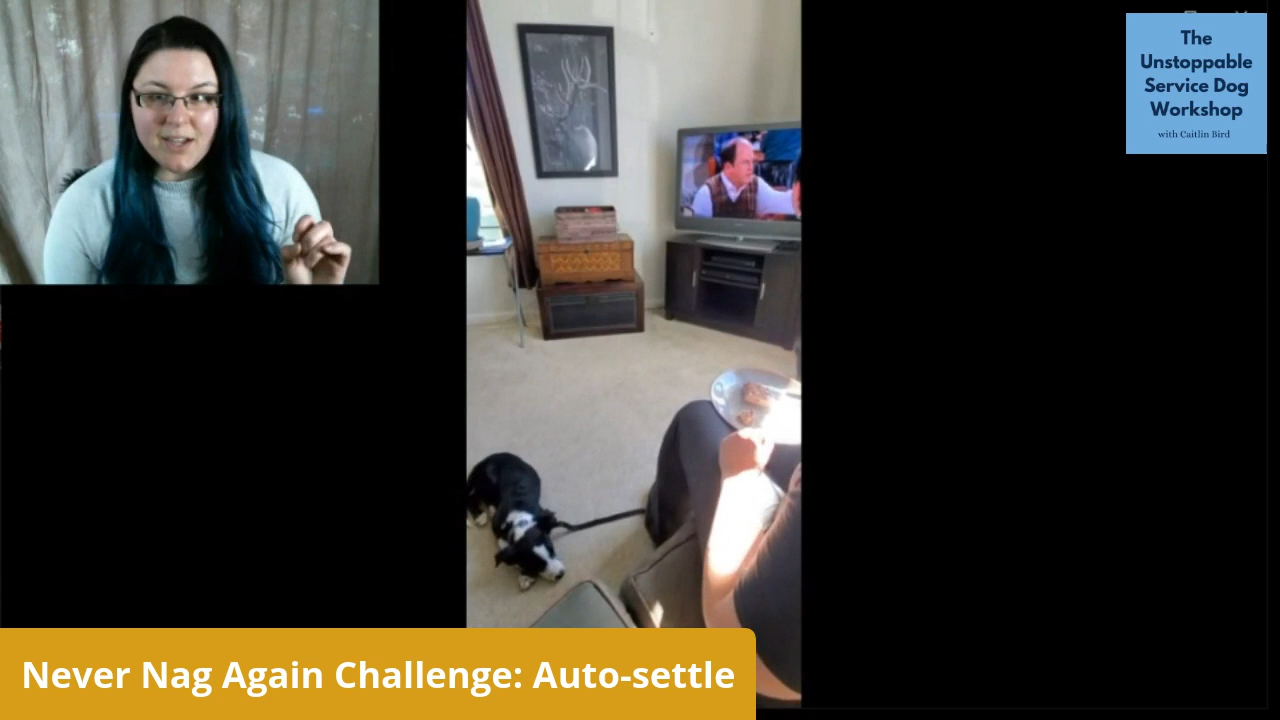 The
Unstoppable
Service Dog
Workshop
with Caitlin Bird
Never Nag Again Challenge: Auto-settle